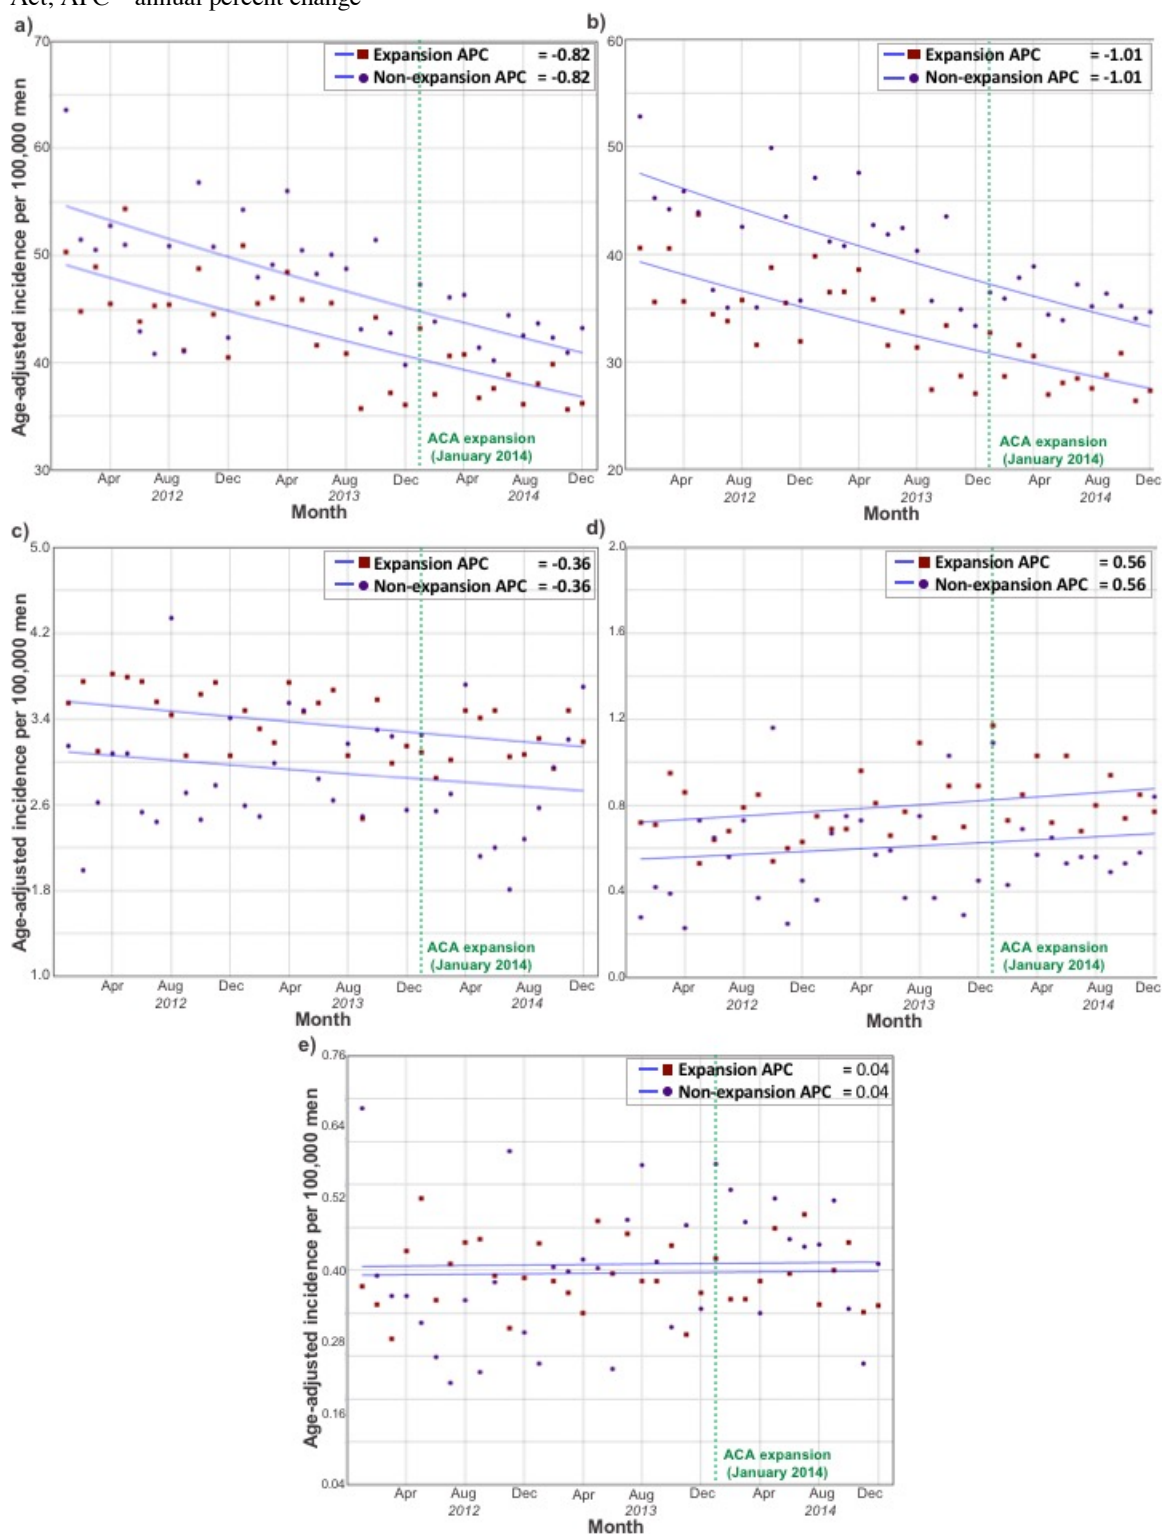 Act; APC = annual percent change
a)
Age-adjusted incidence per 100,000 men
70
60
50
40
30
Expansion APC = -0.82
Non-expansion APC = -0.82
ACA expansion
(January 2014)
Apr Aug Dec Apr Aug Dec Apr Aug Dec
2012 2013 2014
Month
b)
60
50
40
30
20
Expansion APC = -1.01
Non-expansion APC = -1.01
ACA expansion
(January 2014)
Apr Aug Dec Apr Aug Dec Apr Aug Dec
2012 2013 2014
Month
c)
Age-adjusted incidence per 100,000 men
5.0
4.2
3.4
2.6
1.8
1.0
Expansion APC = -0.36
Non-expansion APC = -0.36
ACA expansion
(January 2014)
Apr Aug Dec Apr Aug Dec Apr Aug Dec
2012 2013 2014
Month
d)
2.0
1.6
1.2
0.8
0.4
0.0
Expansion APC = 0.56
Non-expansion APC = 0.56
ACA expansion
(January 2014)
Apr Aug Dec Apr Aug Dec Apr Aug Dec
2012 2013 2014
Month
e)
Age-adjusted incidence per 100,000 men
0.76
0.64
0.52
0.40
0.28
0.16
0.04
Expansion APC = 0.04
Non-expansion APC = 0.04
ACA expansion
(January 2014)
Apr Aug Dec Apr Aug Dec Apr Aug Dec
2012 2013 2014
Month